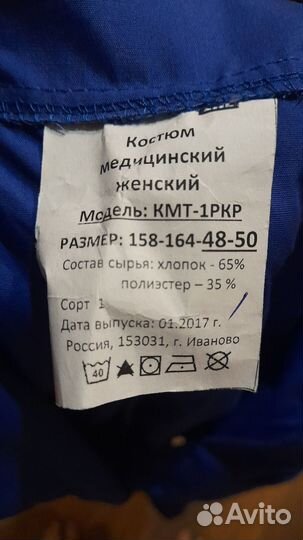 Костюм
медицинский
женский
Модель: КМТ-1РКР
РАЗМЕР: 158-164-48-50
Состав сырья: хлопок - 65%
полиэстер – 35 %
Сорт 1
Дата выпуска: 01.2017 г.
Россия, 153031, г. Иваново
40
Avito